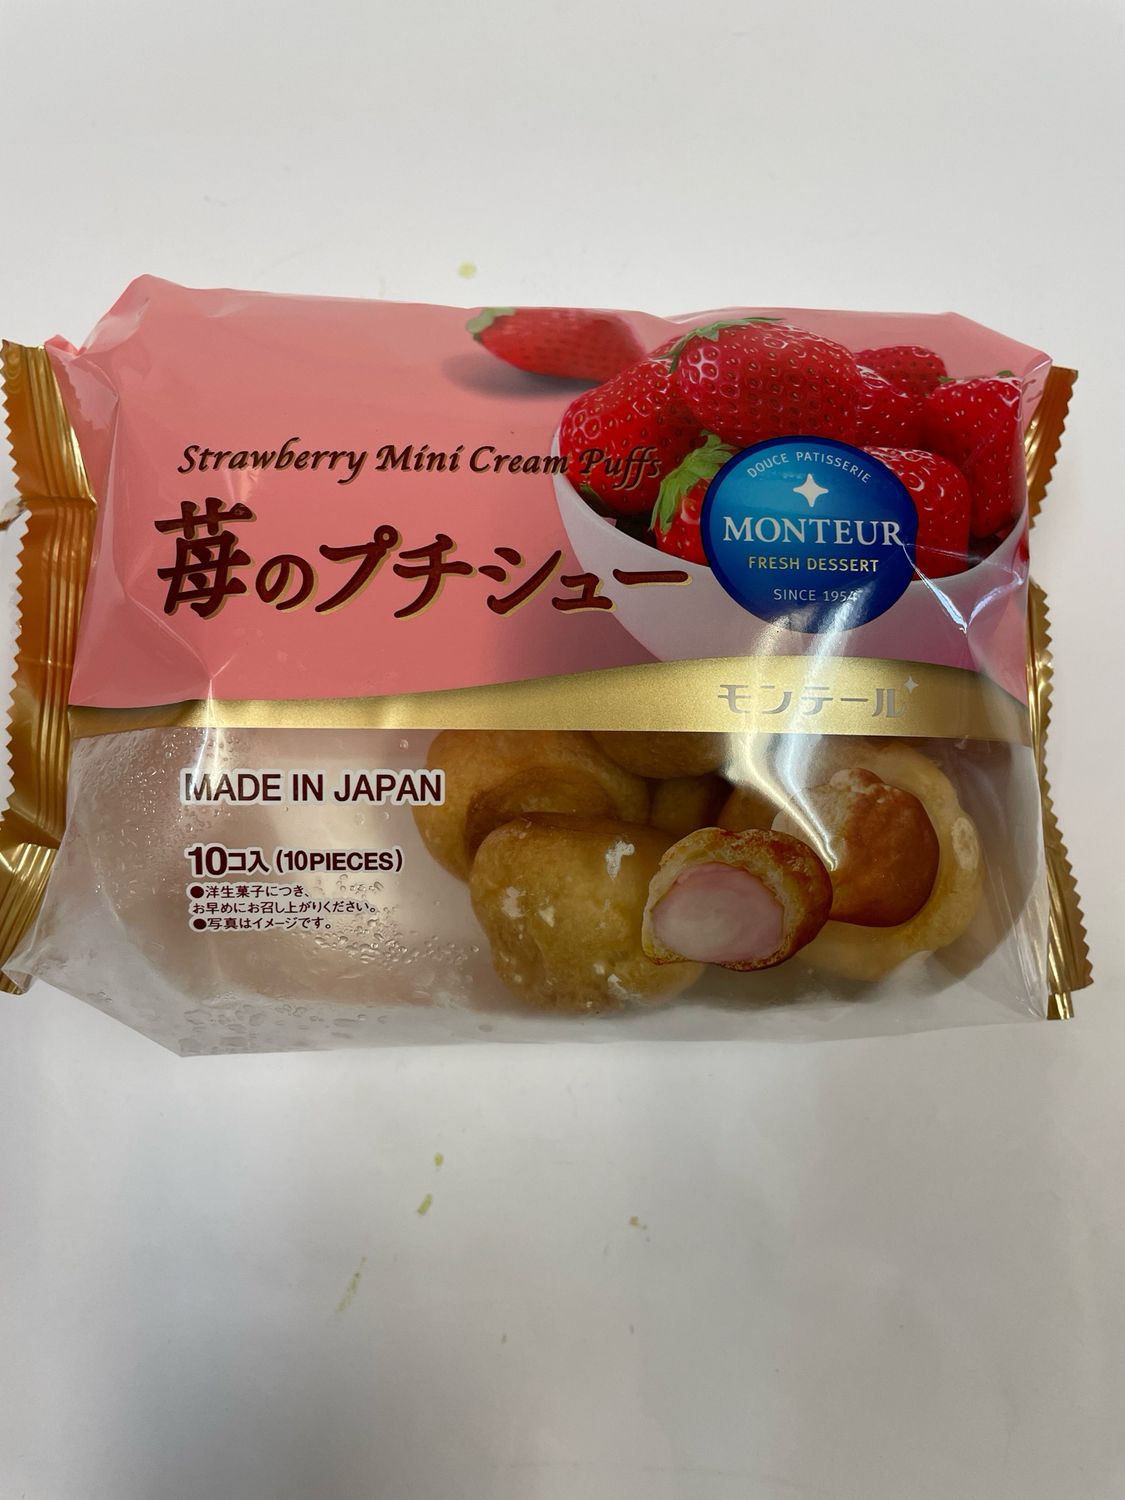 Strawberry Mini Cream Puffs
苺のプチシュー
DOUCE PATISSERIE
MONTEUR
FRESH DESSERT
SINCE 1954
モンテール
MADE IN JAPAN
10コ入(10PIECES)
●洋生菓子につき、
お早めにお召し上がりください。
●写真はイメージです。